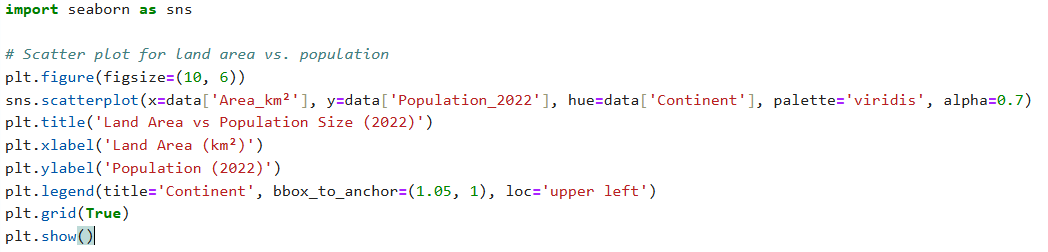 import seaborn as sns
# Scatter plot for land area vs. population
plt.figure(figsize=(10, 6))
sns.scatterplot(x=data['Area_km²'], y=data['Population_2022'], hue=data['Continent'], palette='viridis', alpha=0.7)
plt.title('Land Area vs Population Size (2022)')
plt.xlabel('Land Area (km²)')
plt.ylabel('Population (2022)')
plt.legend(title='Continent', bbox_to_anchor=(1.05, 1), loc='upper left')
plt.grid(True)
plt.show()